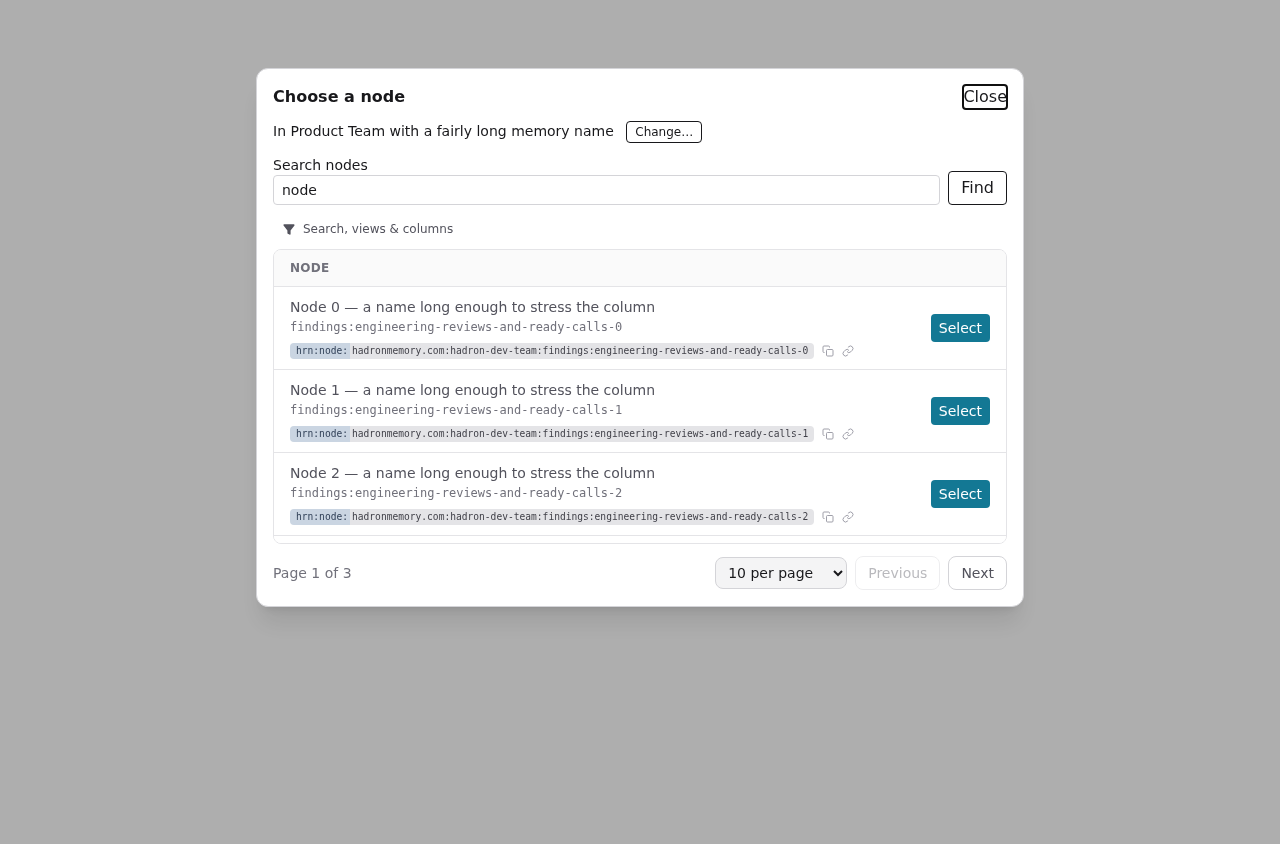 Choose a node
Close
In Product Team with a fairly long memory name
Change…
Search nodes
node
Find
Search, views & columns
NODE
Node 0 — a name long enough to stress the column
findings:engineering-reviews-and-ready-calls-0
hrn:node: hadronmemory.com:hadron-dev-team:findings:engineering-reviews-and-ready-calls-0
Select
Node 1 — a name long enough to stress the column
findings:engineering-reviews-and-ready-calls-1
hrn:node: hadronmemory.com:hadron-dev-team:findings:engineering-reviews-and-ready-calls-1
Select
Node 2 — a name long enough to stress the column
findings:engineering-reviews-and-ready-calls-2
hrn:node: hadronmemory.com:hadron-dev-team:findings:engineering-reviews-and-ready-calls-2
Select
Page 1 of 3
10 per page
Previous
Next